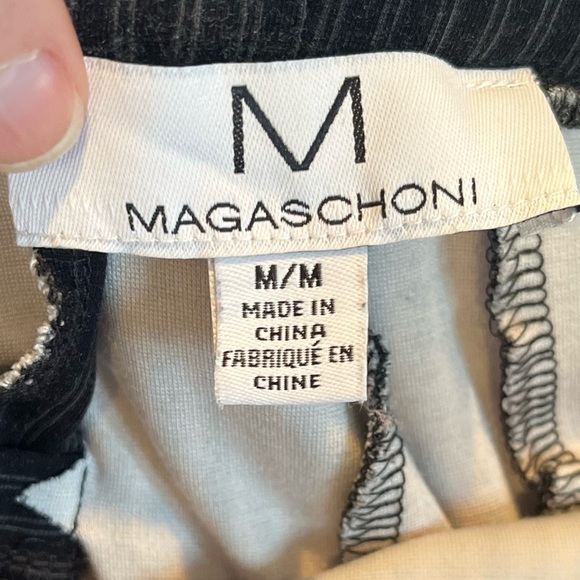 M
MAGASCHONI
M/M
MADE IN
CHINA
FABRIQUÉ EN
CHINE